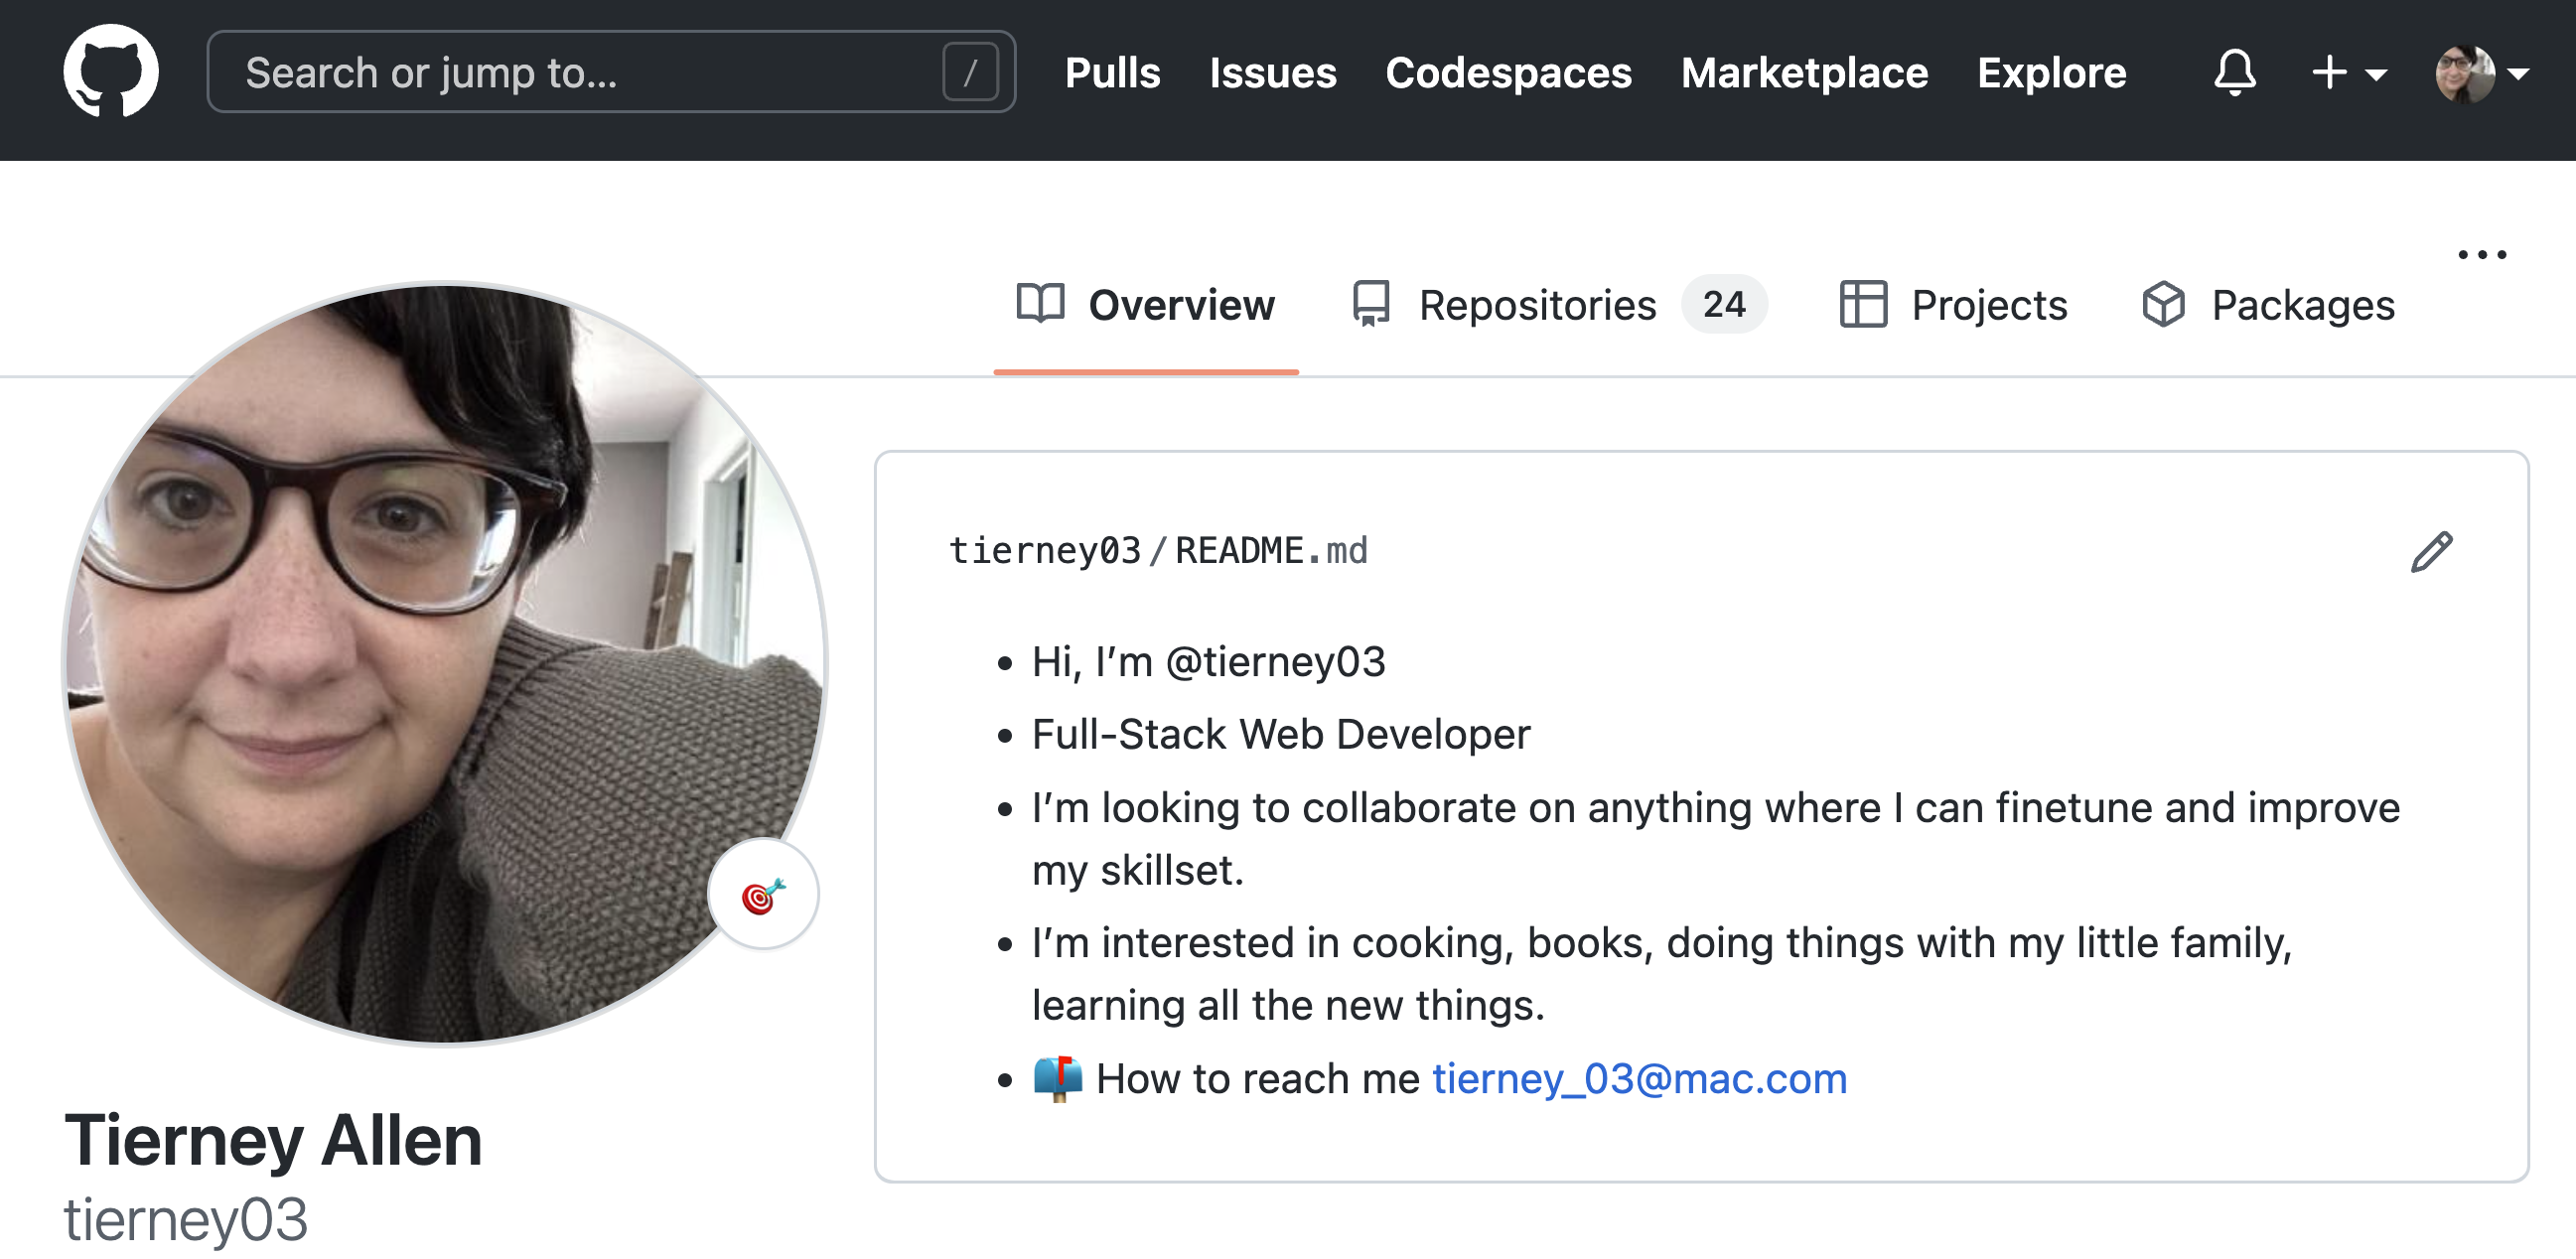 Search or jump to... /
Pulls Issues Codespaces Marketplace Explore
Overview Repositories 24 Projects Packages
tierney03/README.md
• Hi, I’m @tierney03
• Full-Stack Web Developer
• I’m looking to collaborate on anything where I can finetune and improve
my skillset.
• I’m interested in cooking, books, doing things with my little family,
learning all the new things.
• 📫 How to reach me tierney_03@mac.com
Tierney Allen
tierney03